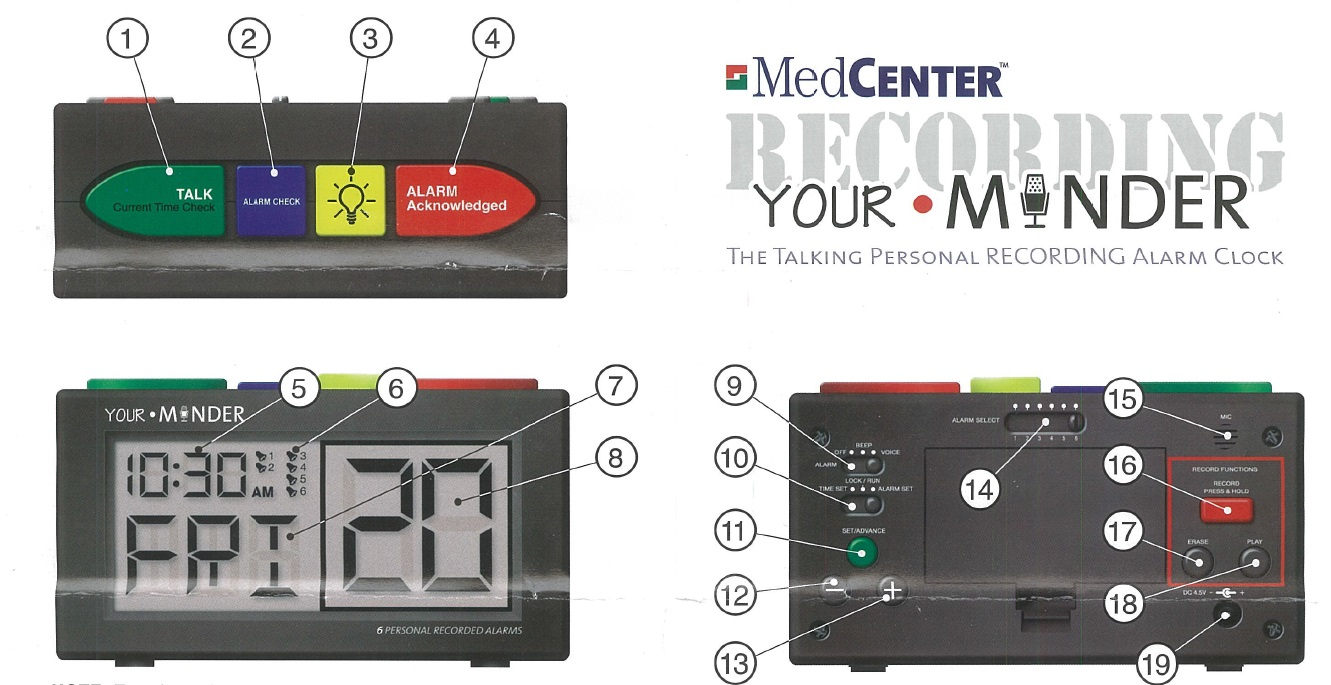 1
2
3
4
TALK
Current Time Check
ALARM CHECK
ALARM
Acknowledged
MedCENTER™
RECORDING
YOUR • MINDER
THE TALKING PERSONAL RECORDING ALARM CLOCK
5
6
7
8
YOUR • MINDER
10:30
AM
1
2
3
4
5
6
FRI
20
6 PERSONAL RECORDED ALARMS
9
10
11
12
13
14
15
16
17
18
19
ALARM SELECT
1 2 3 4 5 6
BEEP
OFF
VOICE
ALARM
LOCK / RUN
TIME SET
ALARM SET
SET/ADVANCE
−
+
MIC
RECORD FUNCTIONS
RECORD
PRESS & HOLD
ERASE
PLAY
DC 4.5V - +